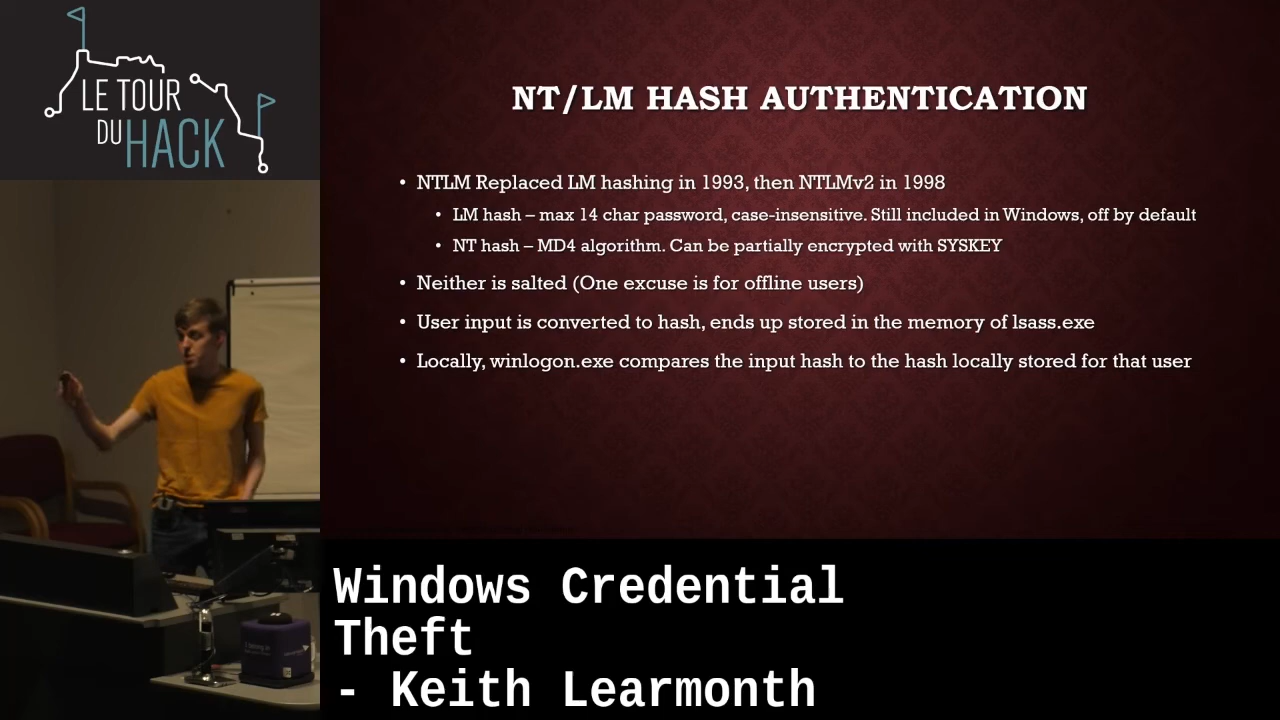 LE TOUR
DU HACK
NT/LM HASH AUTHENTICATION
• NTLM Replaced LM hashing in 1993, then NTLMv2 in 1998
• LM hash – max 14 char password, case-insensitive. Still included in Windows, off by default
• NT hash – MD4 algorithm. Can be partially encrypted with SYSKEY
• Neither is salted (One excuse is for offline users)
• User input is converted to hash, ends up stored in the memory of lsass.exe
• Locally, winlogon.exe compares the input hash to the hash locally stored for that user
Windows Credential
Theft
- Keith Learmonth